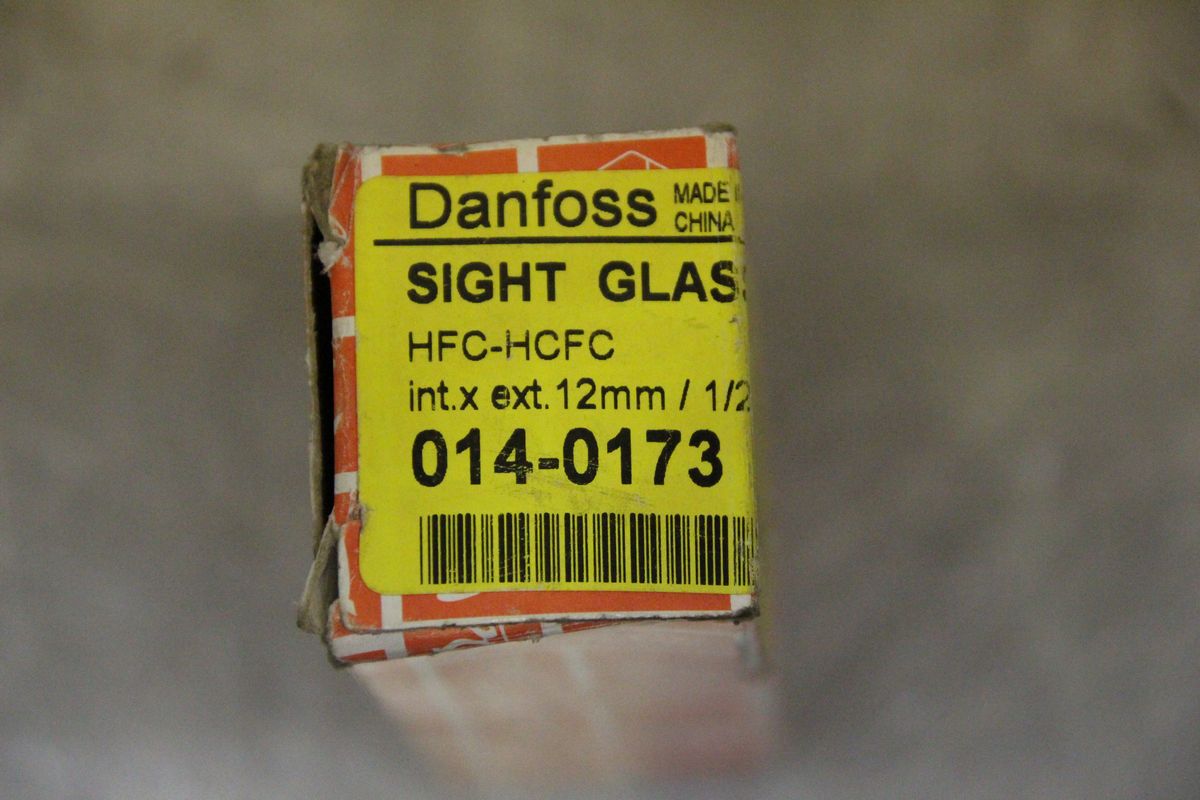 Danfoss
MADE
CHINA
SIGHT GLAS
HFC-HCFC
int.x ext.12mm / 1/2
014-0173